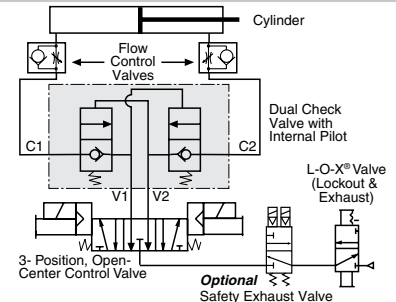 Cylinder
Flow
Control
Valves
Dual Check
Valve with
Internal Pilot
C1
C2
V1
V2
L-O-X® Valve
(Lockout &
Exhaust)
3- Position, Open-
Center Control Valve
Optional
Safety Exhaust Valve